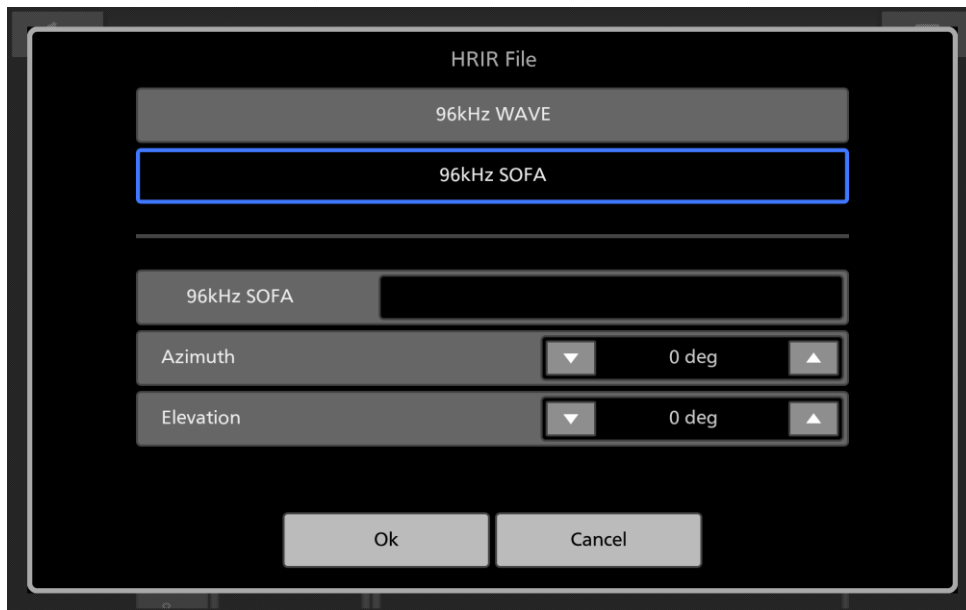 HRIR File
96kHz WAVE
96kHz SOFA
96kHz SOFA
Azimuth 0 deg
Elevation 0 deg
Ok Cancel